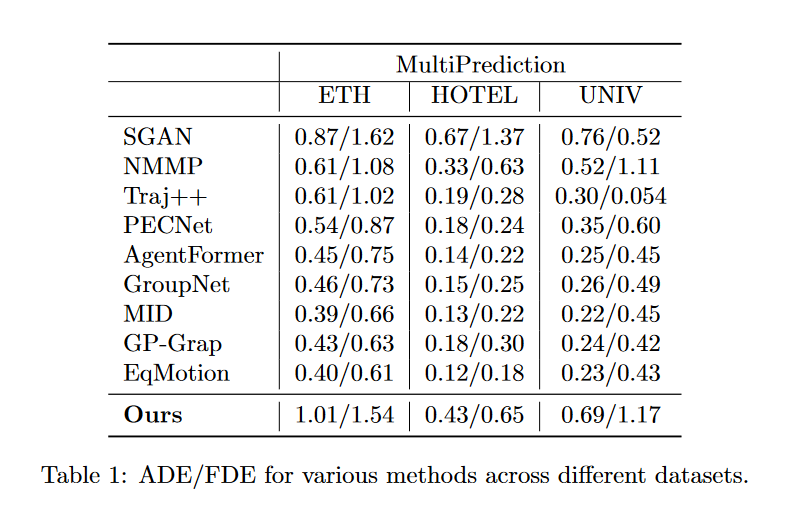 MultiPrediction
ETH HOTEL UNIV
SGAN 0.87/1.62 0.67/1.37 0.76/0.52
NMMP 0.61/1.08 0.33/0.63 0.52/1.11
Traj++ 0.61/1.02 0.19/0.28 0.30/0.054
PECNet 0.54/0.87 0.18/0.24 0.35/0.60
AgentFormer 0.45/0.75 0.14/0.22 0.25/0.45
GroupNet 0.46/0.73 0.15/0.25 0.26/0.49
MID 0.39/0.66 0.13/0.22 0.22/0.45
GP-Grap 0.43/0.63 0.18/0.30 0.24/0.42
EqMotion 0.40/0.61 0.12/0.18 0.23/0.43
Ours 1.01/1.54 0.43/0.65 0.69/1.17
Table 1: ADE/FDE for various methods across different datasets.